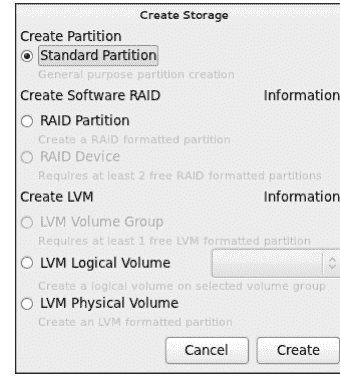 Create Storage
Create Partition
Standard Partition
General purpose partition creation
Create Software RAID Information
RAID Partition
Create a RAID formatted partition
RAID Device
Requires at least 2 free RAID formatted partitions
Create LVM Information
LVM Volume Group
Requires at least 1 free LVM formatted partition
LVM Logical Volume
Create a logical volume on selected volume group
LVM Physical Volume
Create an LVM formatted partition
Cancel Create